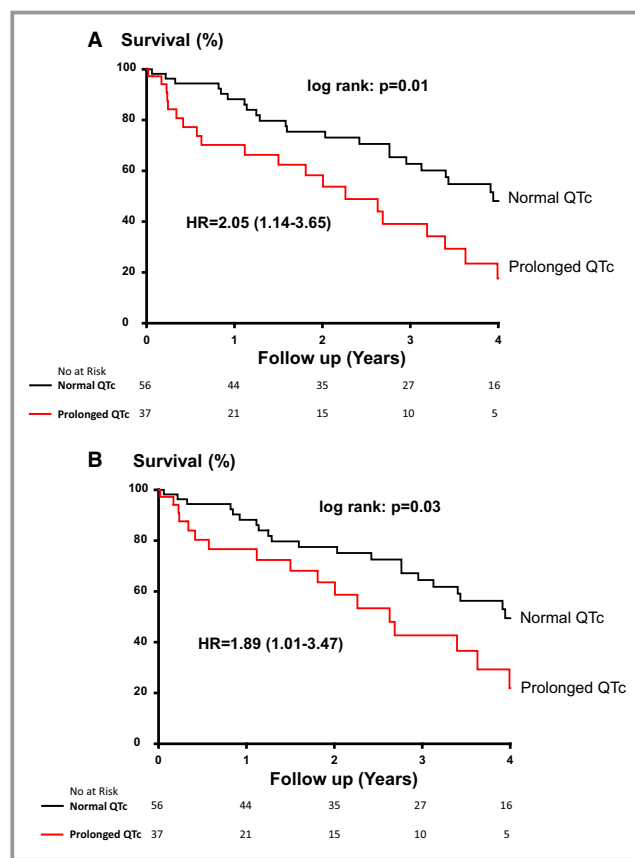 A Survival (%)
100
log rank: p=0.01
80
60
Normal QTc
40
HR=2.05 (1.14-3.65)
Prolonged QTc
20
0
0 1 2 3 4
Follow up (Years)
No at Risk
Normal QTc 56 44 35 27 16
Prolonged QTc 37 21 15 10 5
B Survival (%)
100
log rank: p=0.03
80
60
Normal QTc
40
HR=1.89 (1.01-3.47)
Prolonged QTc
20
0
0 1 2 3 4
Follow up (Years)
No at Risk
Normal QTc 56 44 35 27 16
Prolonged QTc 37 21 15 10 5